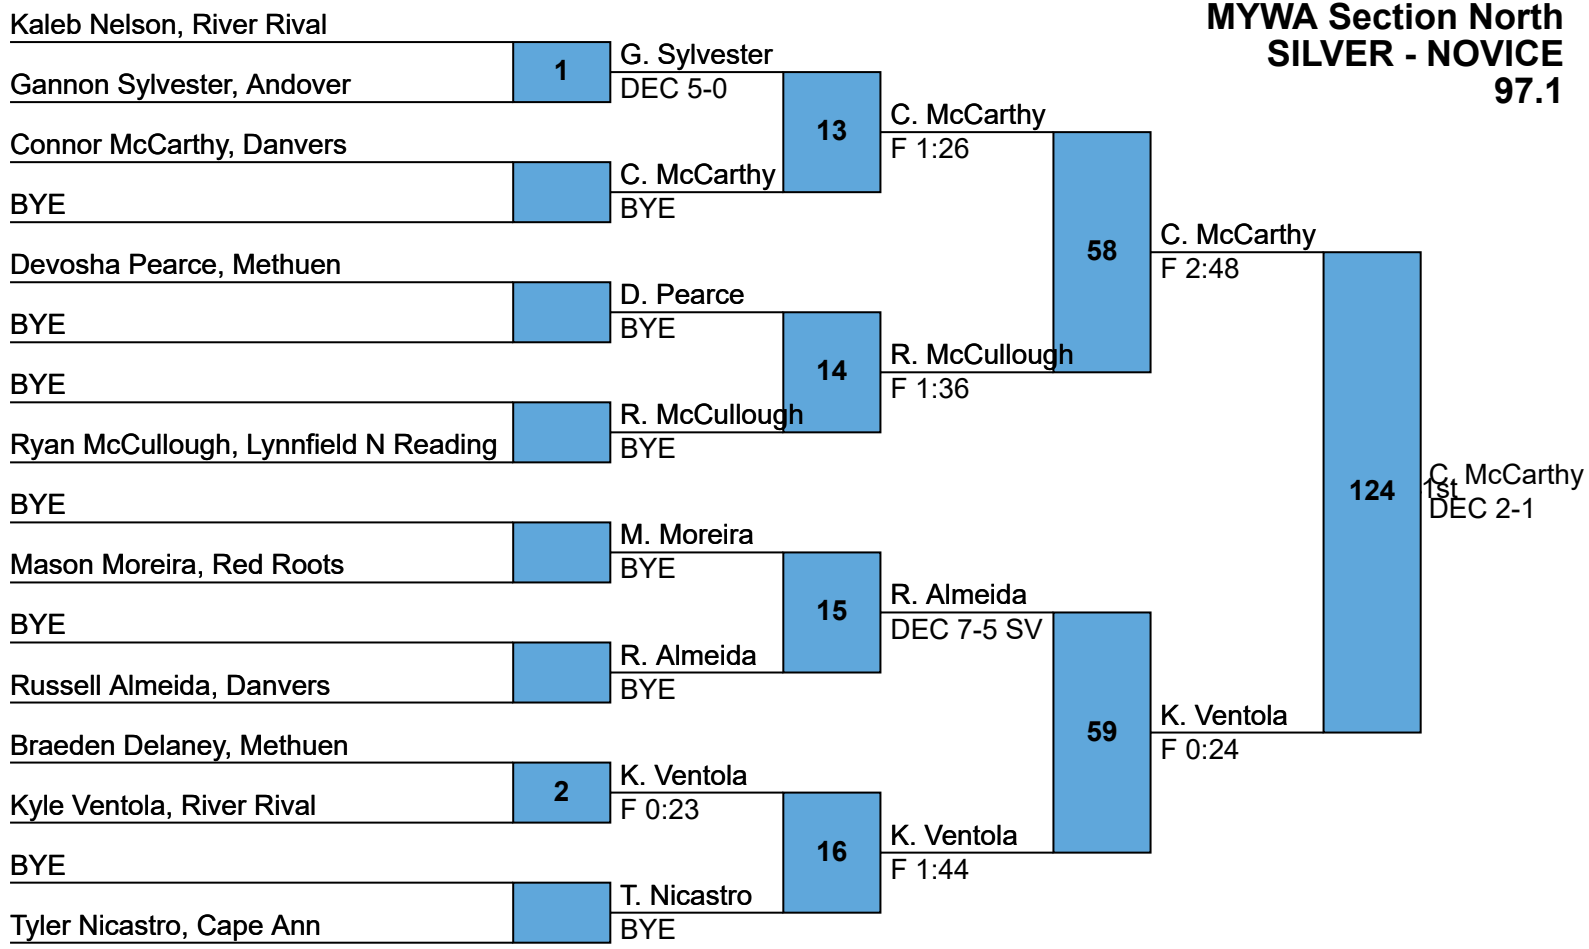 MYWA Section North
SILVER - NOVICE
97.1
Kaleb Nelson, River Rival
Gannon Sylvester, Andover
Connor McCarthy, Danvers
BYE
Devosha Pearce, Methuen
BYE
BYE
Ryan McCullough, Lynnfield N Reading
BYE
Mason Moreira, Red Roots
BYE
Russell Almeida, Danvers
Braeden Delaney, Methuen
Kyle Ventola, River Rival
BYE
Tyler Nicastro, Cape Ann
1
2
G. Sylvester
DEC 5-0
C. McCarthy
BYE
D. Pearce
BYE
R. McCullough
BYE
M. Moreira
BYE
R. Almeida
BYE
K. Ventola
F 0:23
T. Nicastro
BYE
13
14
15
16
C. McCarthy
F 1:26
R. McCullough
F 1:36
R. Almeida
DEC 7-5 SV
K. Ventola
F 1:44
58
59
C. McCarthy
F 2:48
K. Ventola
F 0:24
124
C. McCarthy
1st
DEC 2-1